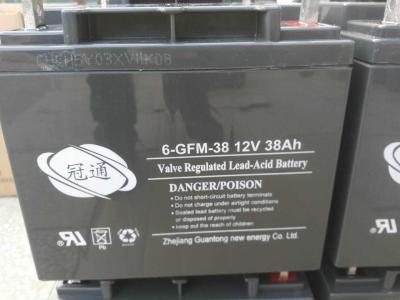 6-GFM-38 12V 38Ah
冠通
Valve Regulated Lead-Acid Battery
DANGER/POISON
• Do not short-circuit battery terminals
• Do not charge under airtight conditions
• Sealed lead battery must be recycled
or disposed of properly
• keep out the reach of children
Pb
Zhejiang Guantong new energy Co. Ltd.